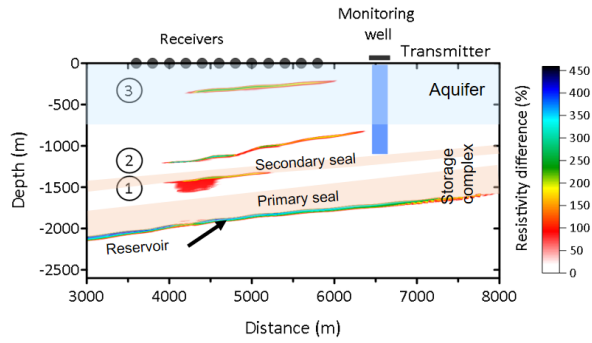 Monitoring
well
Receivers
Transmitter
0
-500
-1000
-1500
-2000
-2500
Depth (m)
3
Aquifer
2
Secondary seal
1
Primary seal
Storage
complex
Reservoir
3000 4000 5000 6000 7000 8000
Distance (m)
450
400
350
300
250
200
150
100
50
0
Resistivity difference (%)